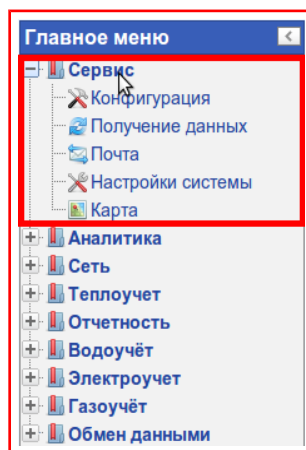 Главное меню
Сервис
Конфигурация
Получение данных
Почта
Настройки системы
Карта
Аналитика
Сеть
Теплоучет
Отчетность
Водоучёт
Электроучет
Газоучёт
Обмен данными